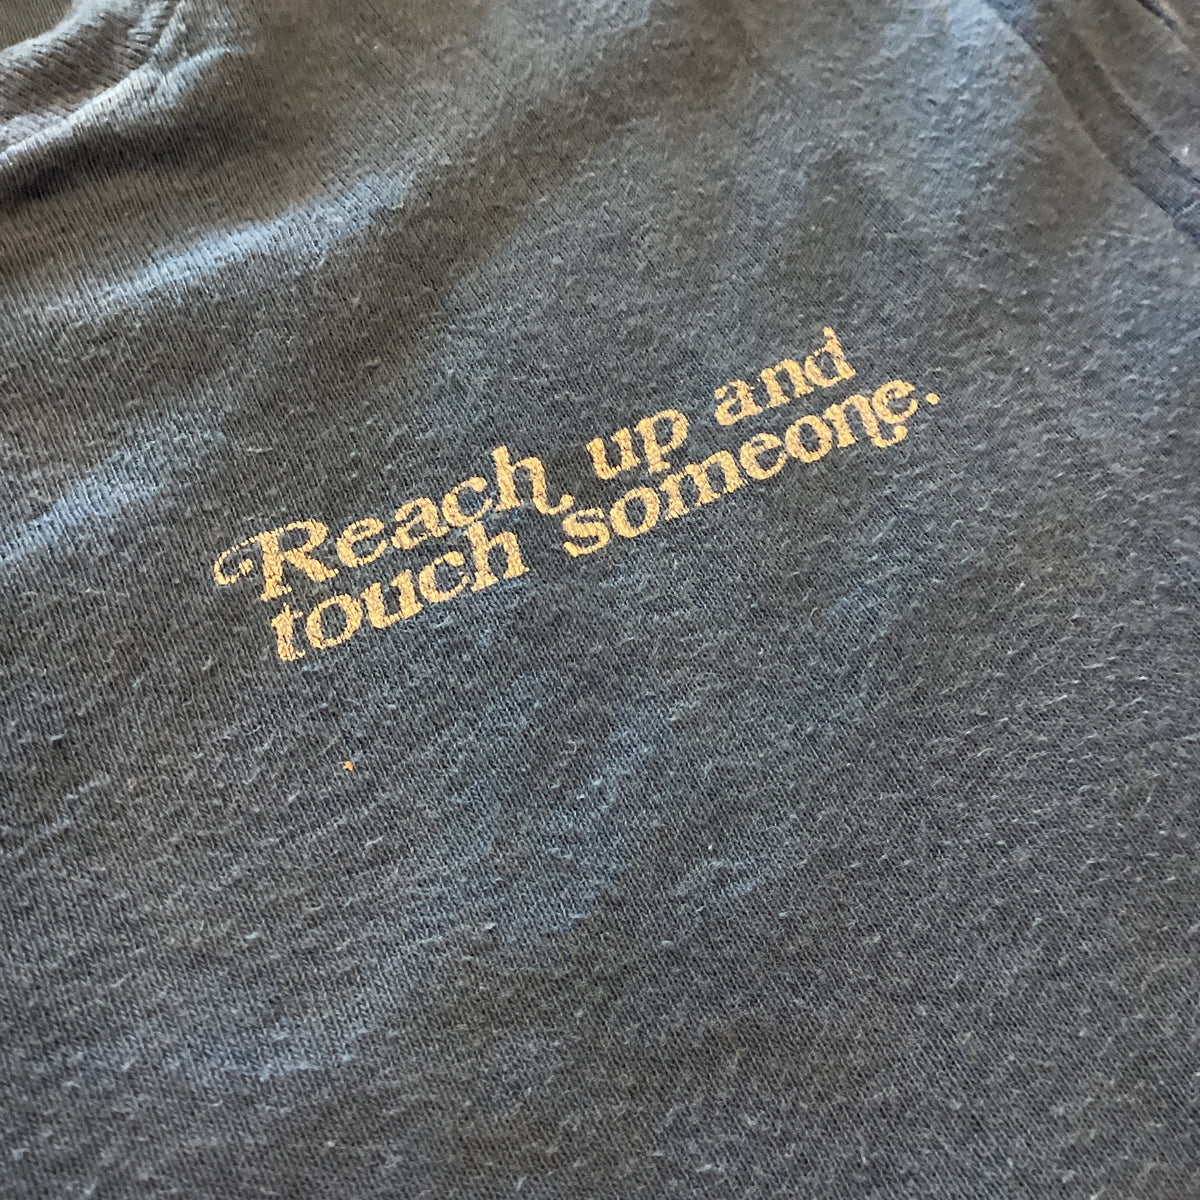 Reach up and
touch someone.